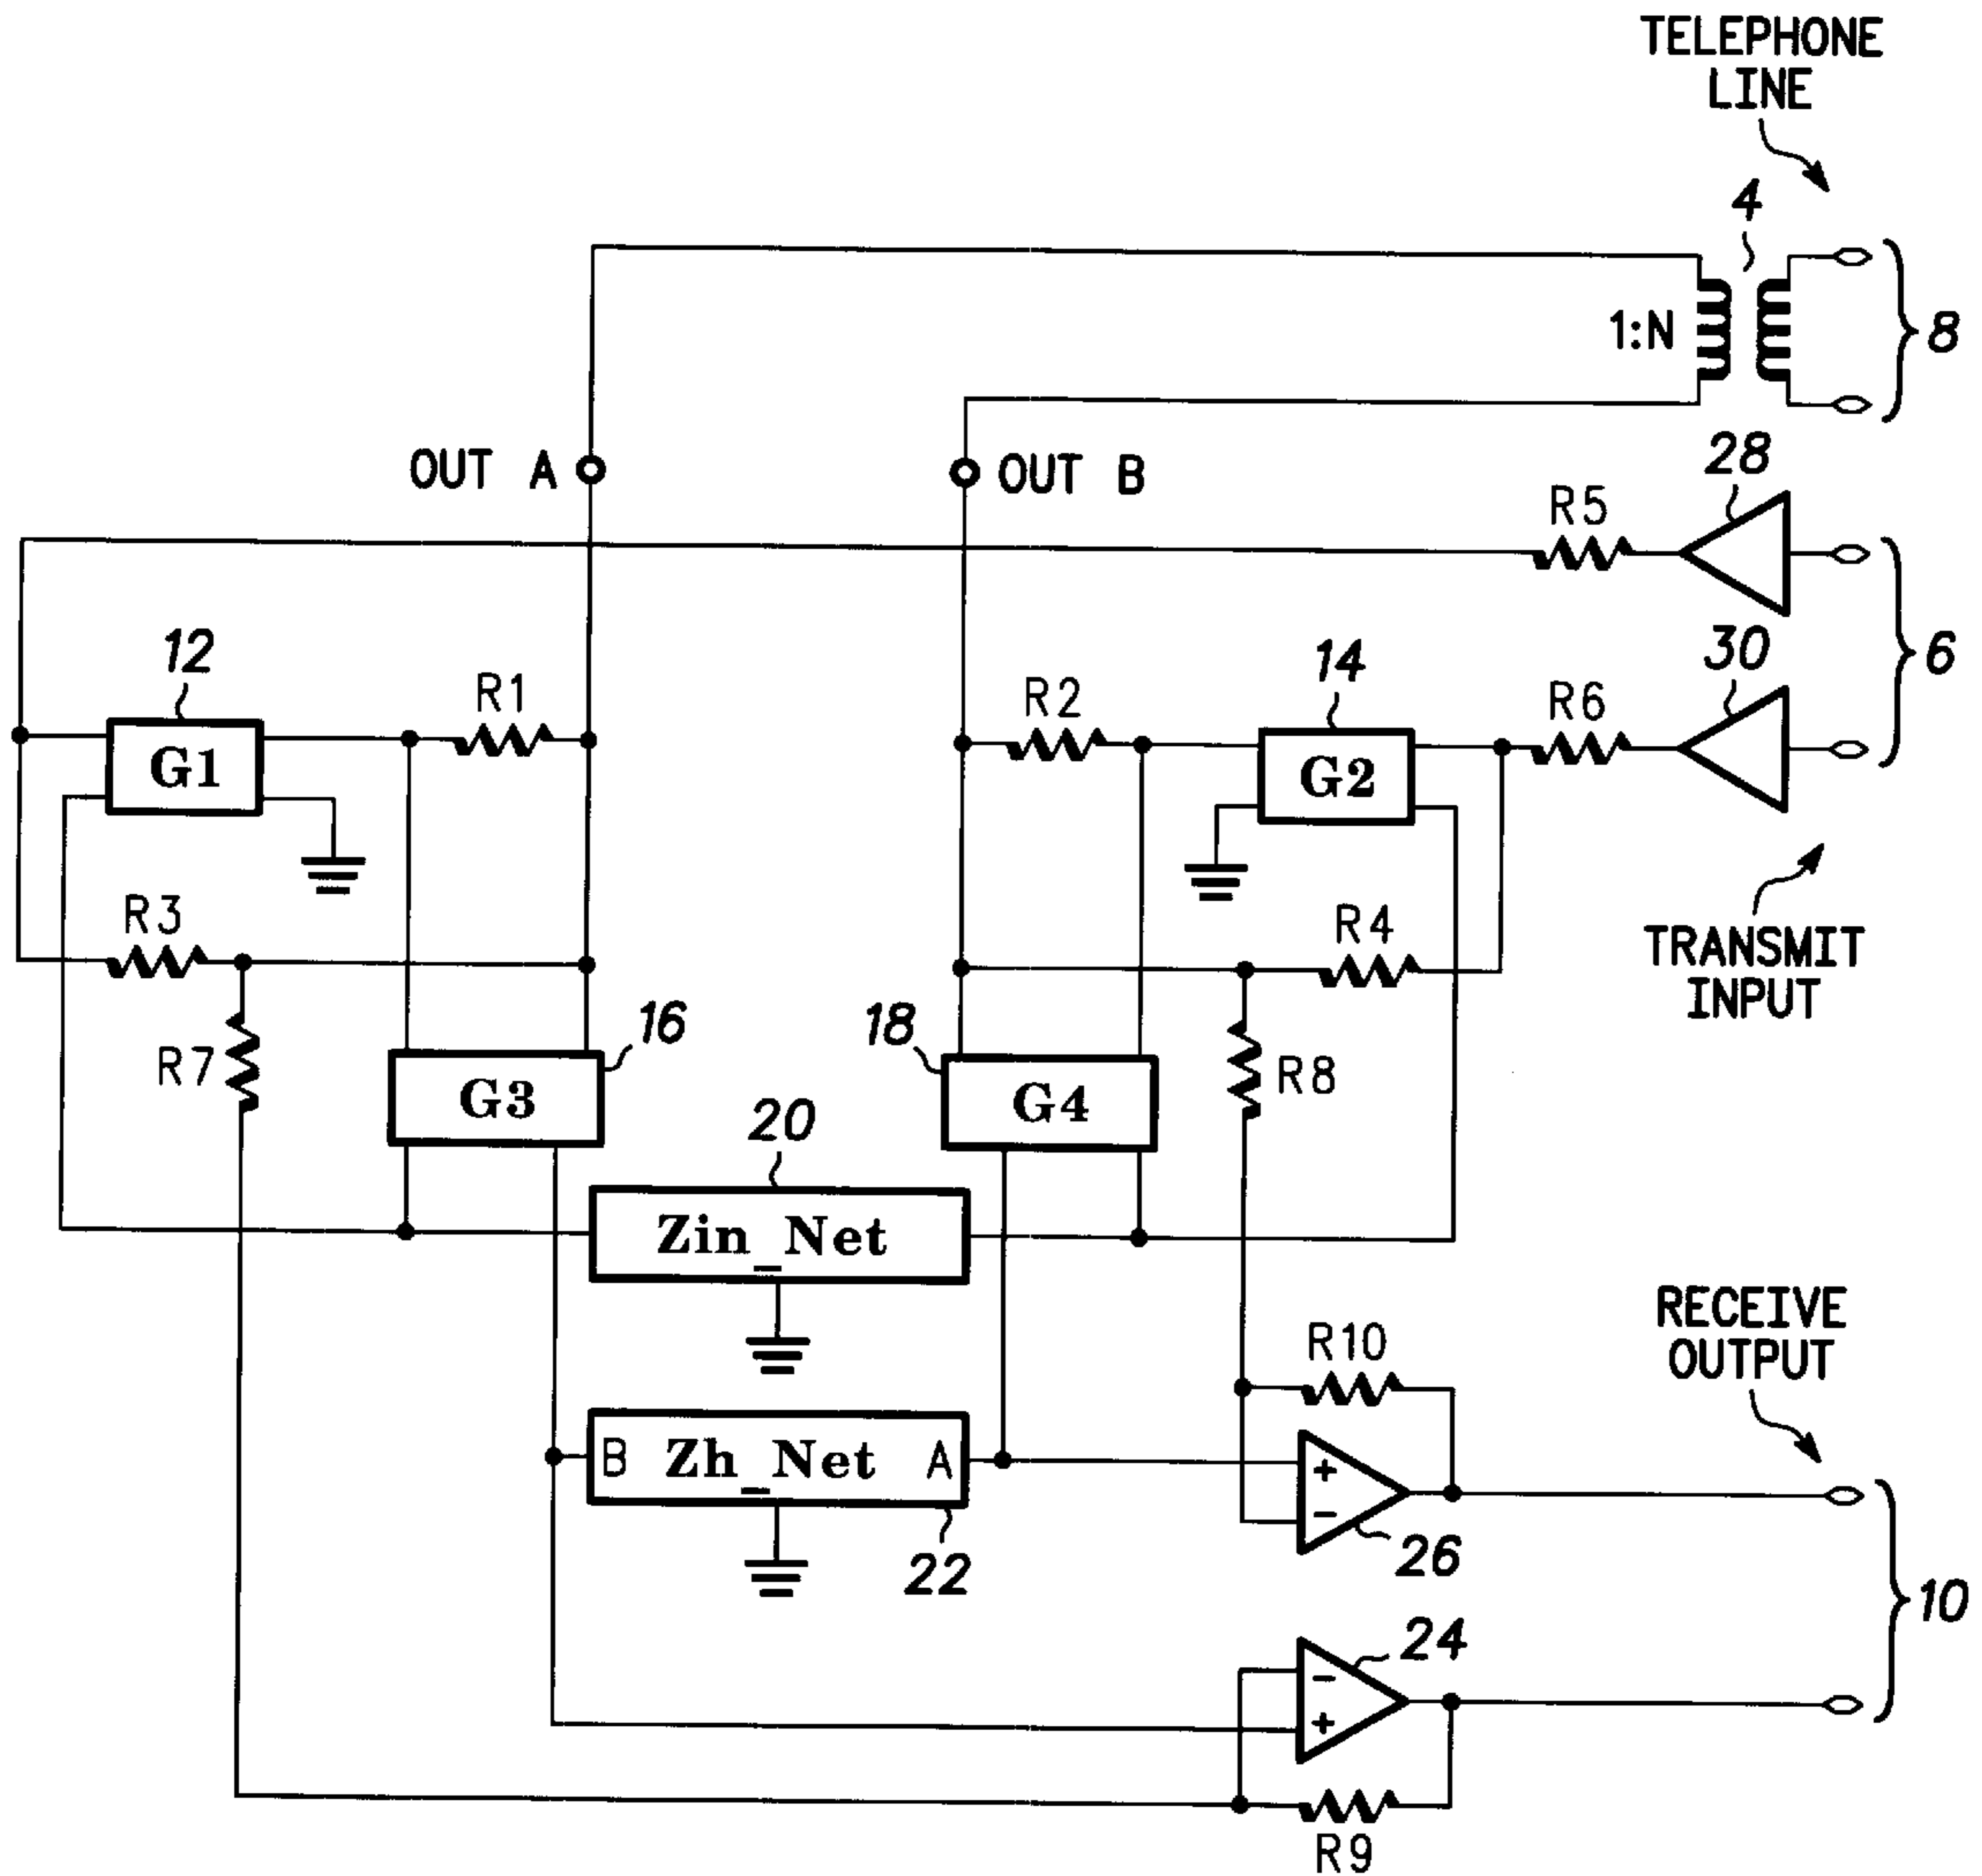 TELEPHONE
LINE
4
1:N
8
OUT A
OUT B
28
R5
12
R1
R2
14
R6
30
6
G1
G2
R3
R4
TRANSMIT
INPUT
R7
16
18
R8
G3
G4
20
Zin_Net
RECEIVE
OUTPUT
R10
B
Zh_Net
A
+
-
22
26
10
24
-
+
R9